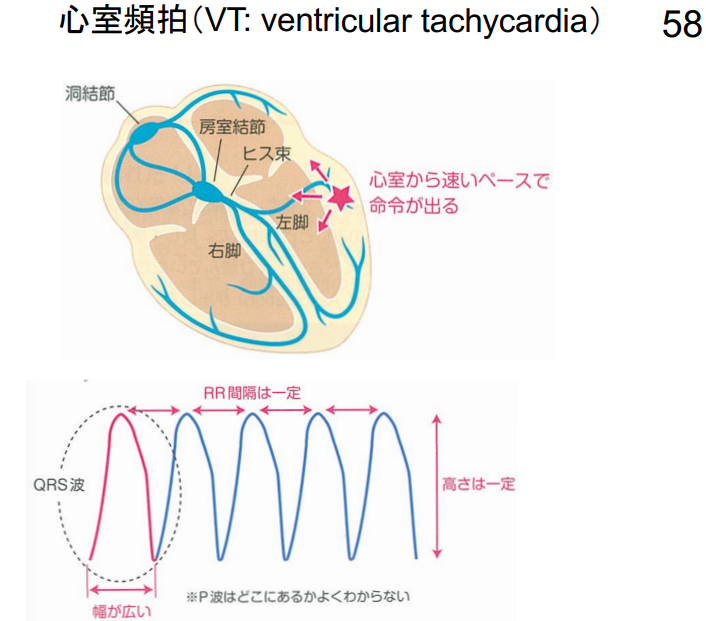 心室頻拍(VT: ventricular tachycardia)
58
洞結節
房室結節
ヒス束
心室から速いペースで
命令が出る
左脚
右脚
RR間隔は一定
QRS波
高さは一定
※P波はどこにあるかよくわからない
幅が広い